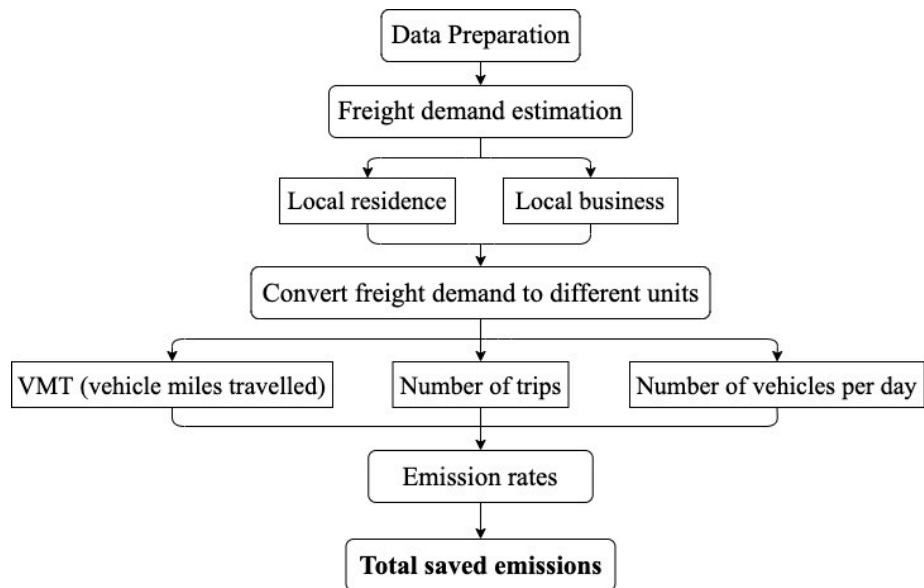 Data Preparation
Freight demand estimation
Local residence
Local business
Convert freight demand to different units
VMT (vehicle miles travelled)
Number of trips
Number of vehicles per day
Emission rates
Total saved emissions